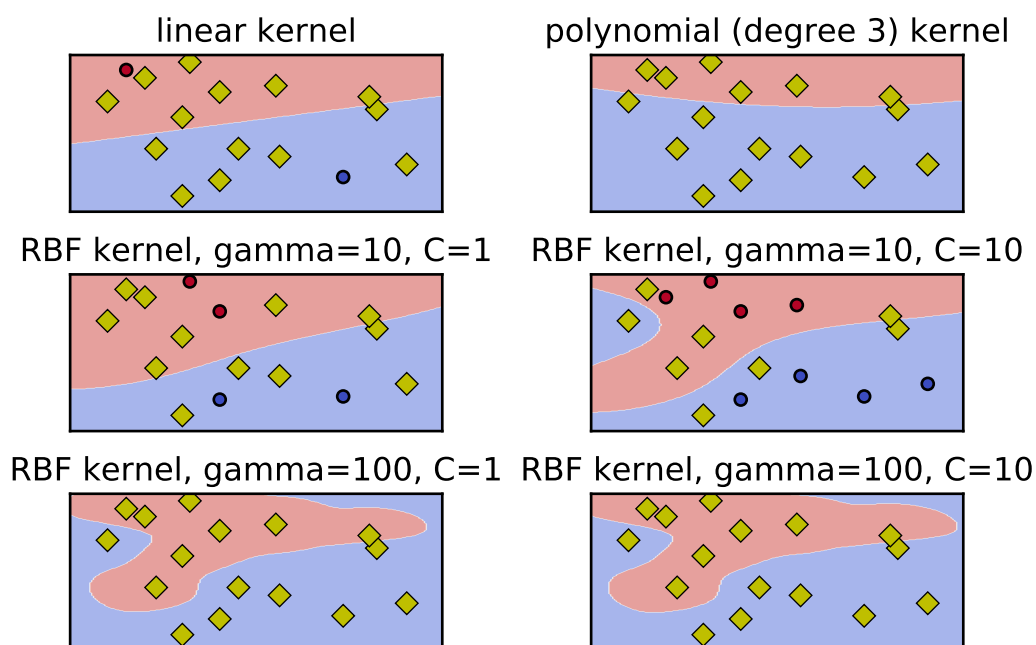 linear kernel
polynomial (degree 3) kernel
RBF kernel, gamma=10, C=1
RBF kernel, gamma=10, C=10
RBF kernel, gamma=100, C=1
RBF kernel, gamma=100, C=10